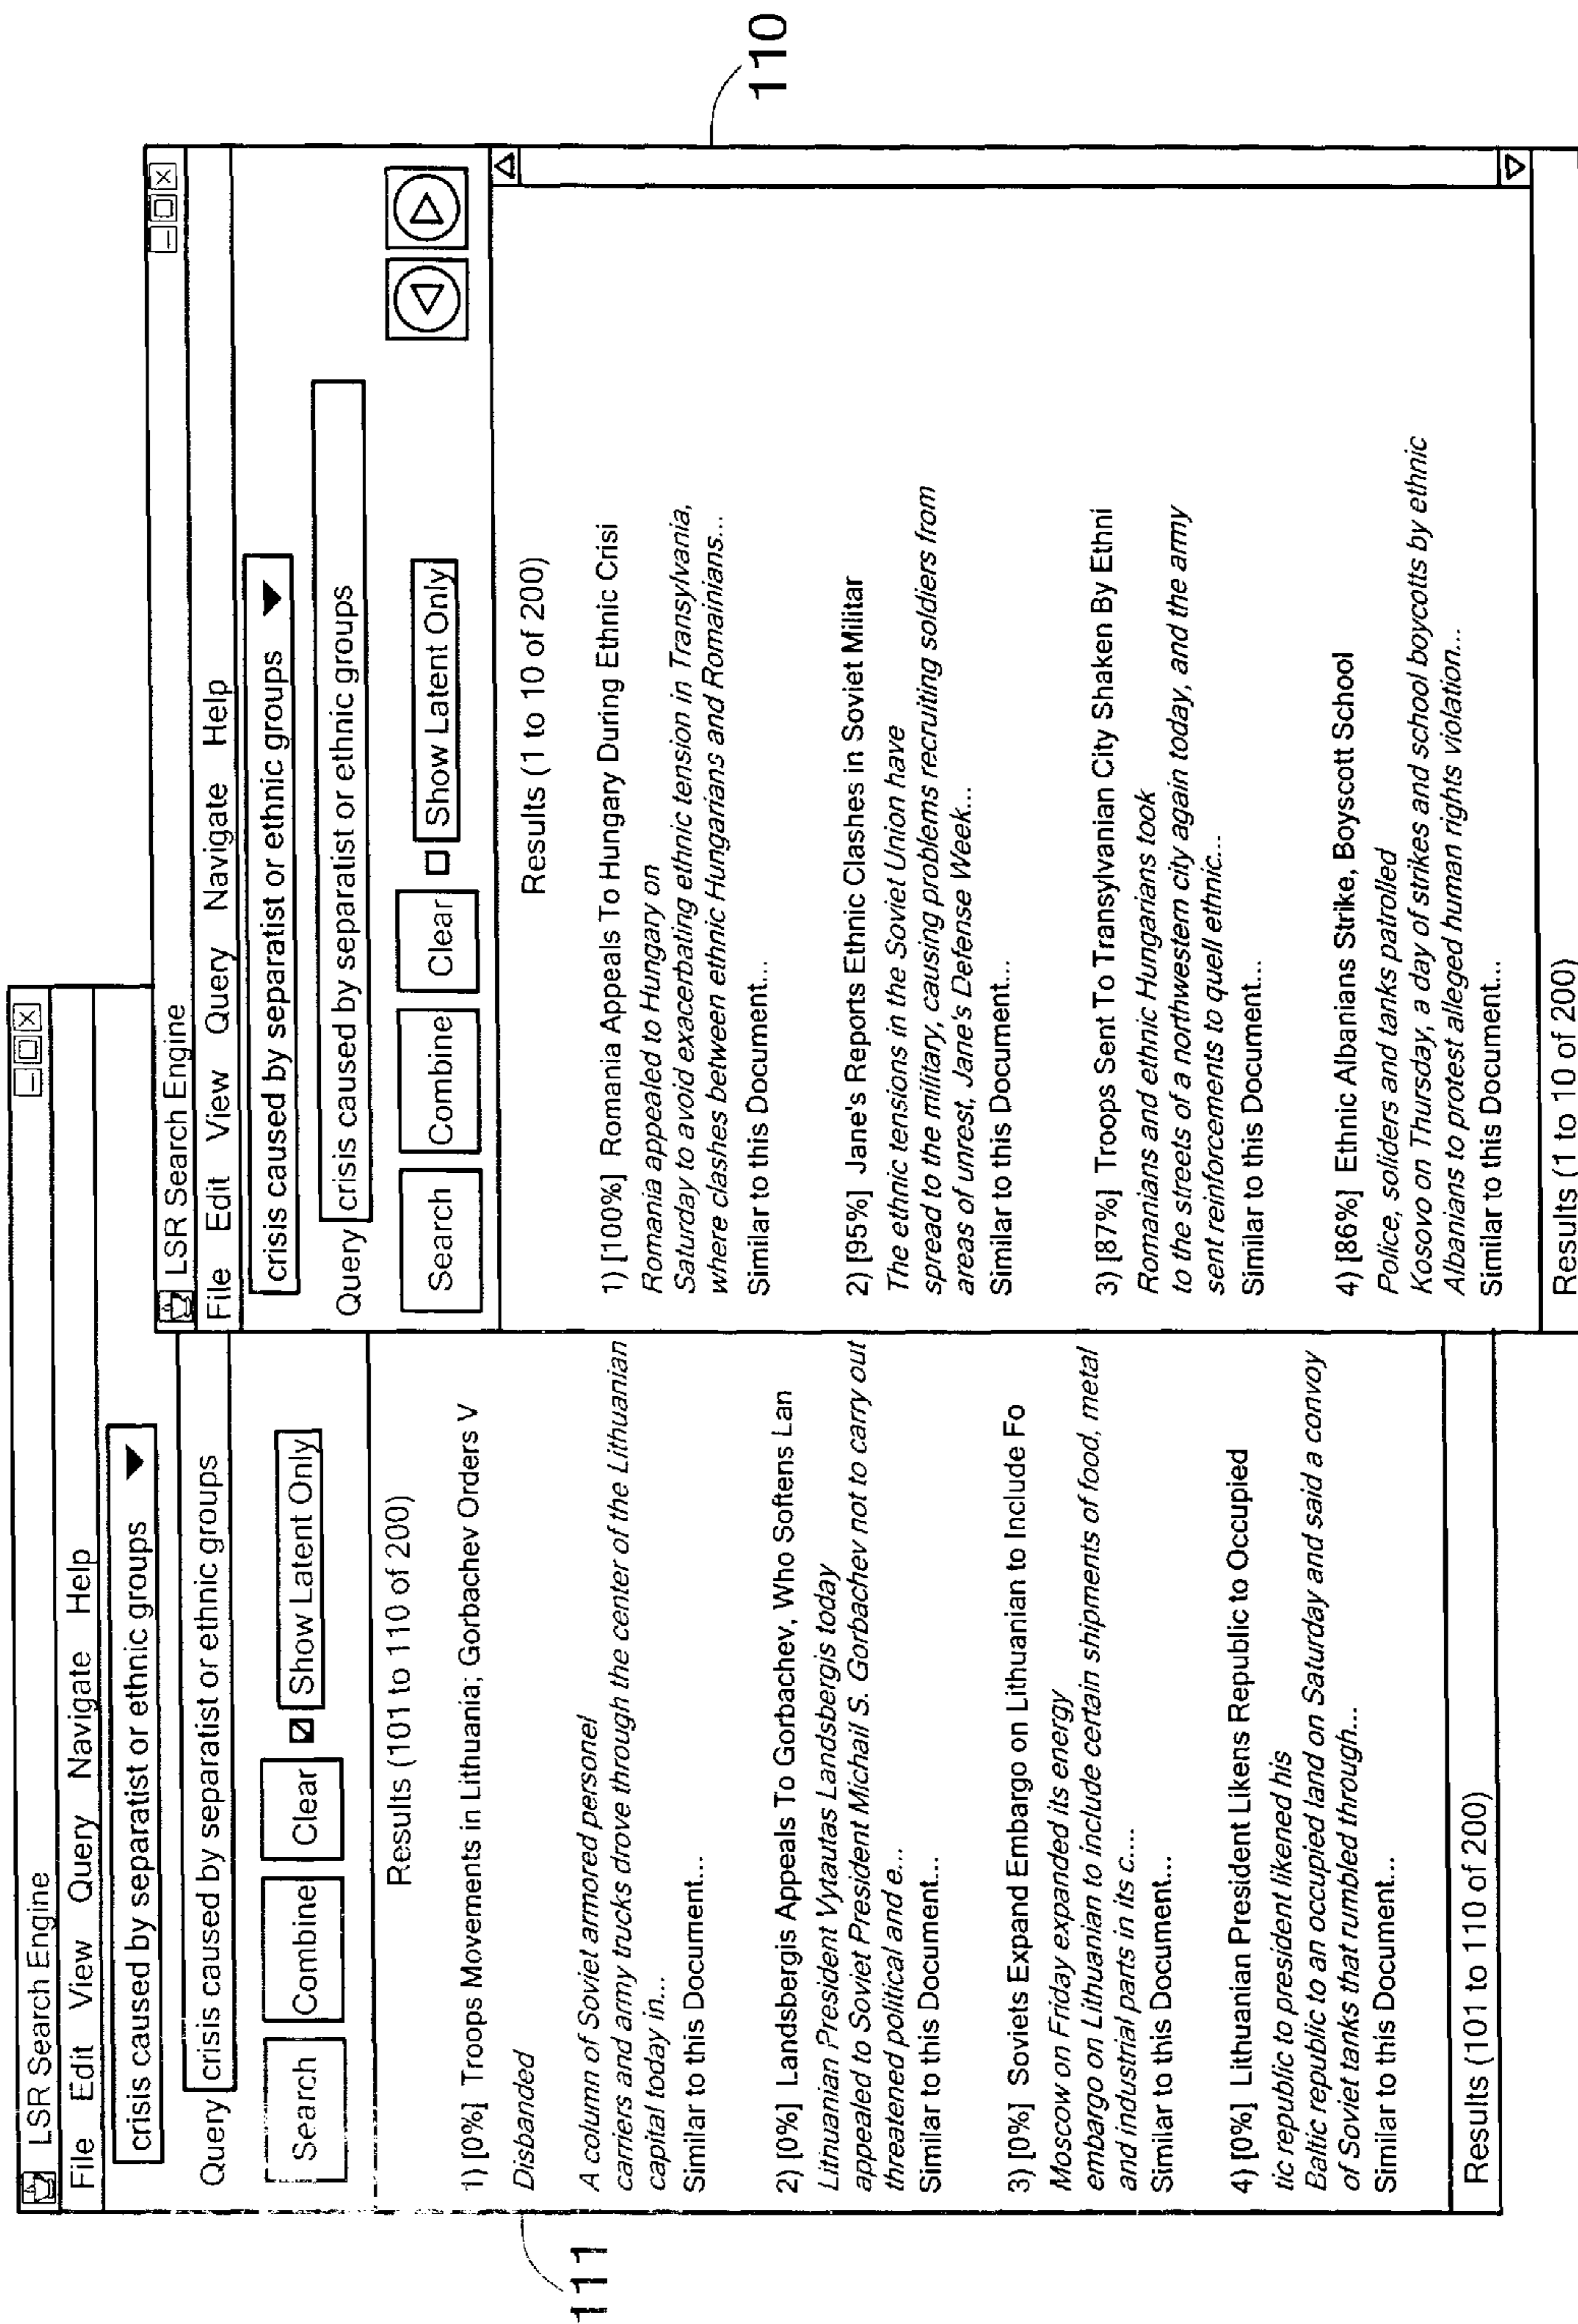 LSR Search Engine
File Edit View Query Navigate Help
crisis caused by separatist or ethnic groups
Query crisis caused by separatist or ethnic groups
Search Combine Clear Show Latent Only
Results (101 to 110 of 200)
1) [0%] Troops Movements in Lithuania; Gorbachev Orders V
Disbanded
A column of Soviet armored personel
carriers and army trucks drove through the center of the Lithuanian
capital today in...
Similar to this Document...
2) [0%] Landsbergis Appeals To Gorbachev, Who Softens Lan
Lithuanian President Vytautas Landsbergis today
appealed to Soviet President Michail S. Gorbachev not to carry out
threatened political and e...
Similar to this Document...
3) [0%] Soviets Expand Embargo on Lithuanian to Include Fo
Moscow on Friday expanded its energy
embargo on Lithuanian to include certain shipments of food, metal
and industrial parts in its c....
Similar to this Document...
4) [0%] Lithuanian President Likens Republic to Occupied
tic republic to president likened his
Baltic republic to an occupied land on Saturday and said a convoy
of Soviet tanks that rumbled through...
Similar to this Document...
Results (101 to 110 of 200)
111
LSR Search Engine
File Edit View Query Navigate Help
crisis caused by separatist or ethnic groups
Query crisis caused by separatist or ethnic groups
Search Combine Clear Show Latent Only
Results (1 to 10 of 200)
1) [100%] Romania Appeals To Hungary During Ethnic Crisi
Romania appealed to Hungary on
Saturday to avoid exacerbating ethnic tension in Transylvania,
where clashes between ethnic Hungarians and Romainians...
Similar to this Document...
2) [95%] Jane's Reports Ethnic Clashes in Soviet Militar
The ethnic tensions in the Soviet Union have
spread to the military, causing problems recruiting soldiers from
areas of unrest, Jane's Defense Week...
Similar to this Document...
3) [87%] Troops Sent To Transylvanian City Shaken By Ethni
Romanians and ethnic Hungarians took
to the streets of a northwestern city again today, and the army
sent reinforcements to quell ethnic...
Similar to this Document...
4) [86%] Ethnic Albanians Strike, Boyscott School
Police, soliders and tanks patrolled
Kosovo on Thursday, a day of strikes and school boycotts by ethnic
Albanians to protest alleged human rights violation...
Similar to this Document...
Results (1 to 10 of 200)
110